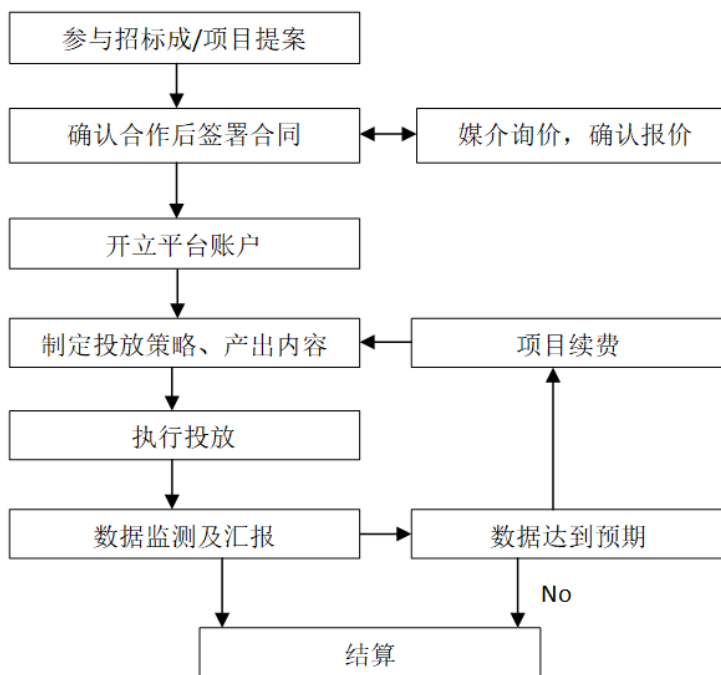 参与招标成/项目提案
确认合作后签署合同
媒介询价，确认报价
开立平台账户
制定投放策略、产出内容
项目续费
执行投放
数据监测及汇报
数据达到预期
No
结算